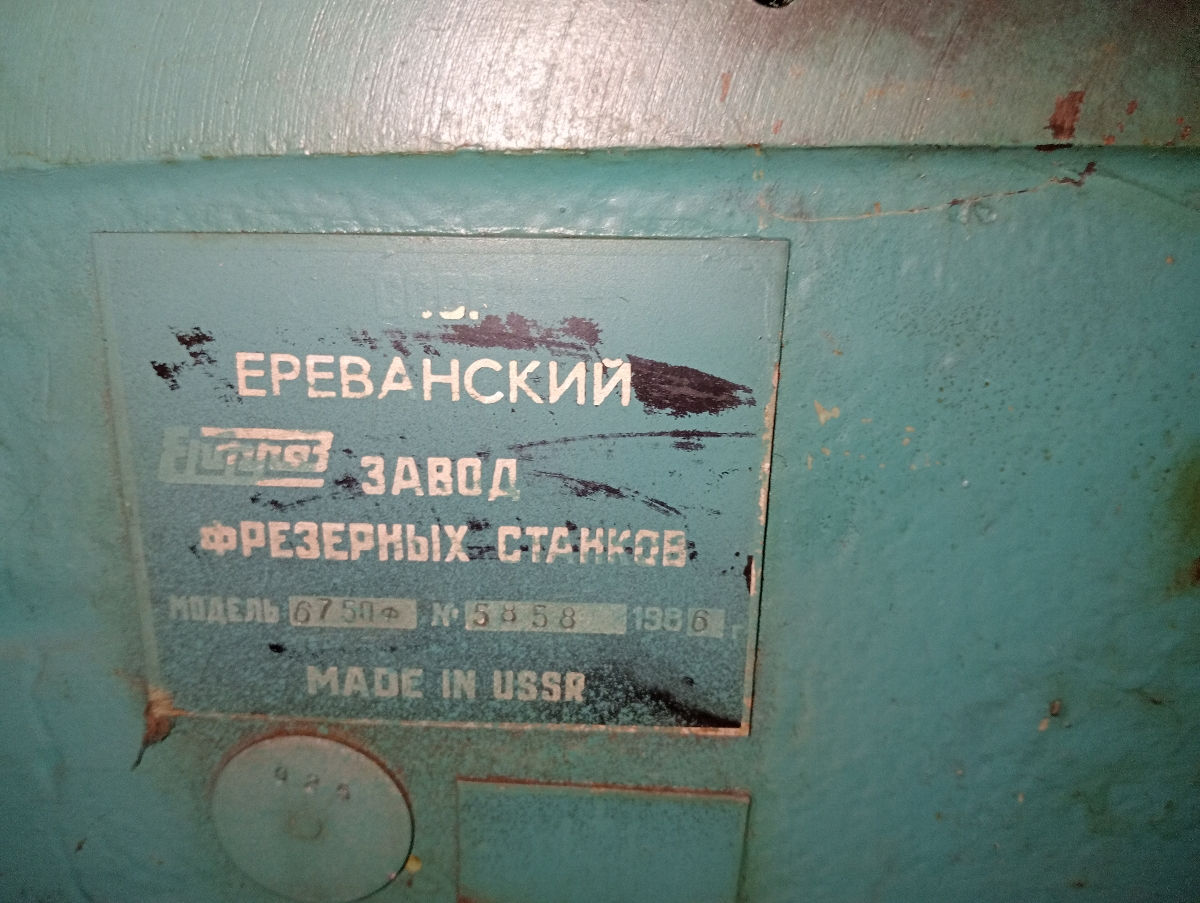 ЕРЕВАНСКИЙ
ЗАВОД
ФРЕЗЕРНЫХ СТАНКОВ
МОДЕЛЬ 6750Ф № 5858 1986 г
MADE IN USSR